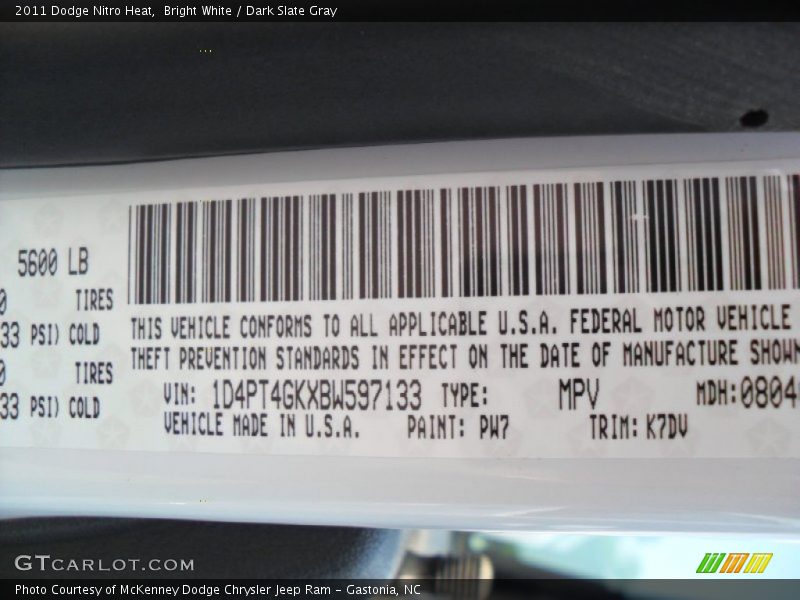 2011 Dodge Nitro Heat,  Bright White / Dark Slate Gray
5600 LB
0 TIRES
33 PSI) COLD
0 TIRES
33 PSI) COLD
THIS VEHICLE CONFORMS TO ALL APPLICABLE U.S.A. FEDERAL MOTOR VEHICLE
THEFT PREVENTION STANDARDS IN EFFECT ON THE DATE OF MANUFACTURE SHOWN
VIN: 1D4PT4GKXBW597133 TYPE: MPV MDH:0804
VEHICLE MADE IN U.S.A. PAINT: PW7 TRIM: K7DV
GTCARLOT.COM
Photo Courtesy of McKenney Dodge Chrysler Jeep Ram – Gastonia, NC